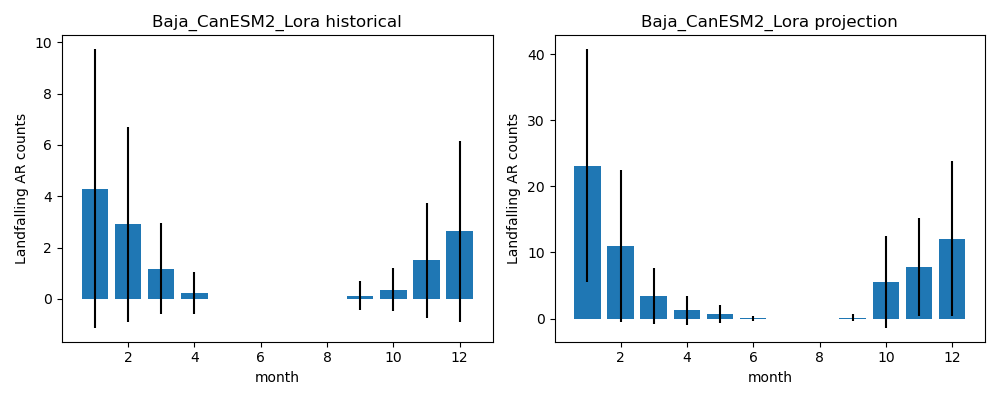 Baja_CanESM2_Lora historical
Landfalling AR counts
10
8
6
4
2
0
2 4 6 8 10 12
month
Baja_CanESM2_Lora projection
Landfalling AR counts
40
30
20
10
0
2 4 6 8 10 12
month